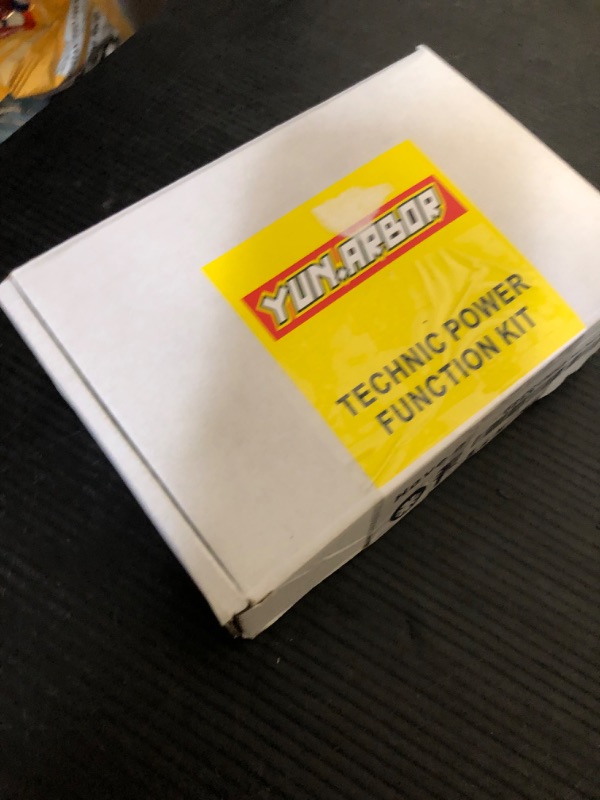 YUN.ARBOR
TECHNIC POWER
FUNCTION KIT